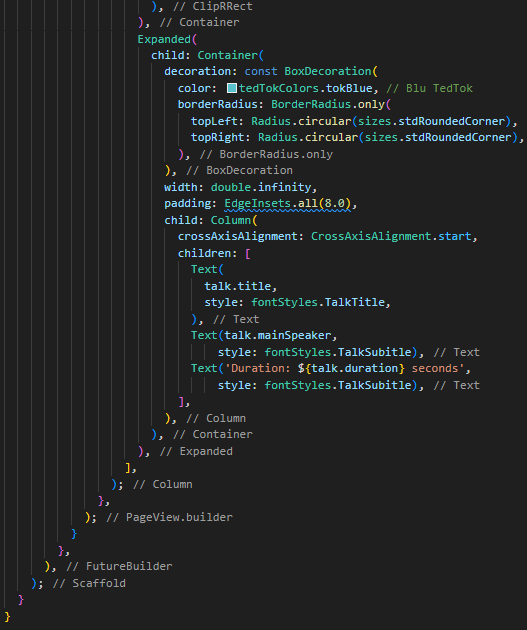 ), // ClipRRect
), // Container
Expanded(
child: Container(
decoration: const BoxDecoration(
color: tedTokColors.tokBlue, // Blu TedTok
borderRadius: BorderRadius.only(
topLeft: Radius.circular(sizes.stdRoundedCorner),
topRight: Radius.circular(sizes.stdRoundedCorner),
), // BorderRadius.only
), // BoxDecoration
width: double.infinity,
padding: EdgeInsets.all(8.0),
child: Column(
crossAxisAlignment: CrossAxisAlignment.start,
children: [
Text(
talk.title,
style: fontStyles.TalkTitle,
), // Text
Text(talk.mainSpeaker,
style: fontStyles.TalkSubitle), // Text
Text('Duration: ${talk.duration} seconds',
style: fontStyles.TalkSubitle), // Text
],
), // Column
), // Container
), // Expanded
],
); // Column
},
); // PageView.builder
}
},
), // FutureBuilder
); // Scaffold
}
}